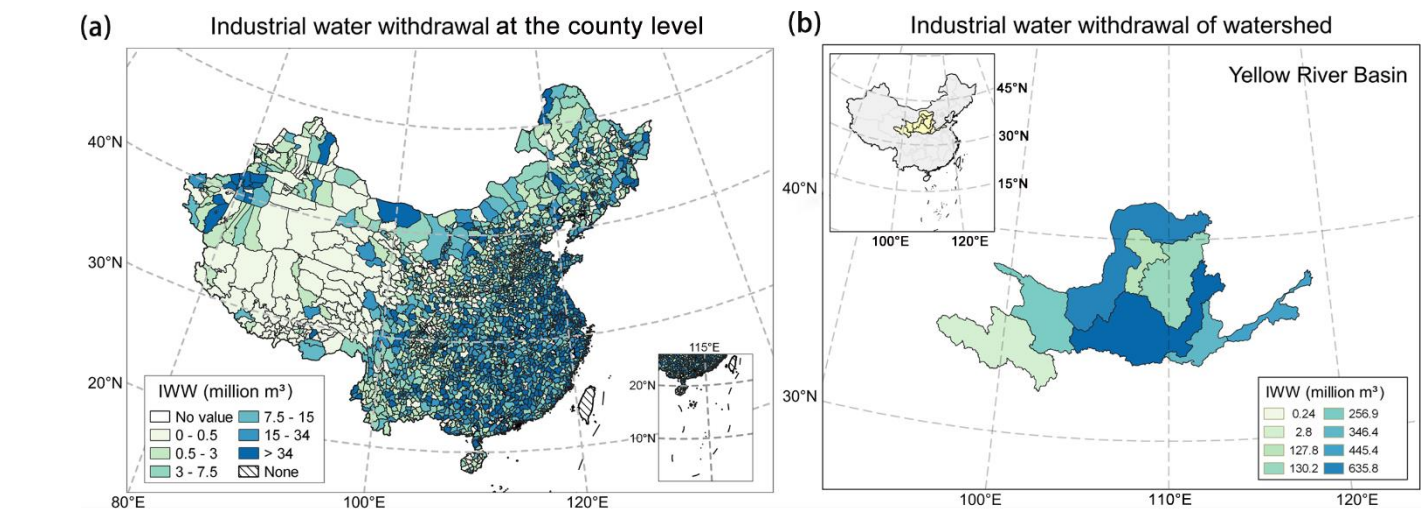 (a) Industrial water withdrawal at the county level
40°N
30°N
20°N
80°E
100°E
120°E
IWW (million m³)
No value
0 - 0.5
0.5 - 3
3 - 7.5
7.5 - 15
15 - 34
> 34
None
115°E
20°N
10°N
(b) Industrial water withdrawal of watershed
Yellow River Basin
45°N
30°N
15°N
100°E
120°E
40°N
30°N
100°E
110°E
120°E
IWW (million m³)
0.24
2.8
127.8
130.2
256.9
346.4
445.4
635.8